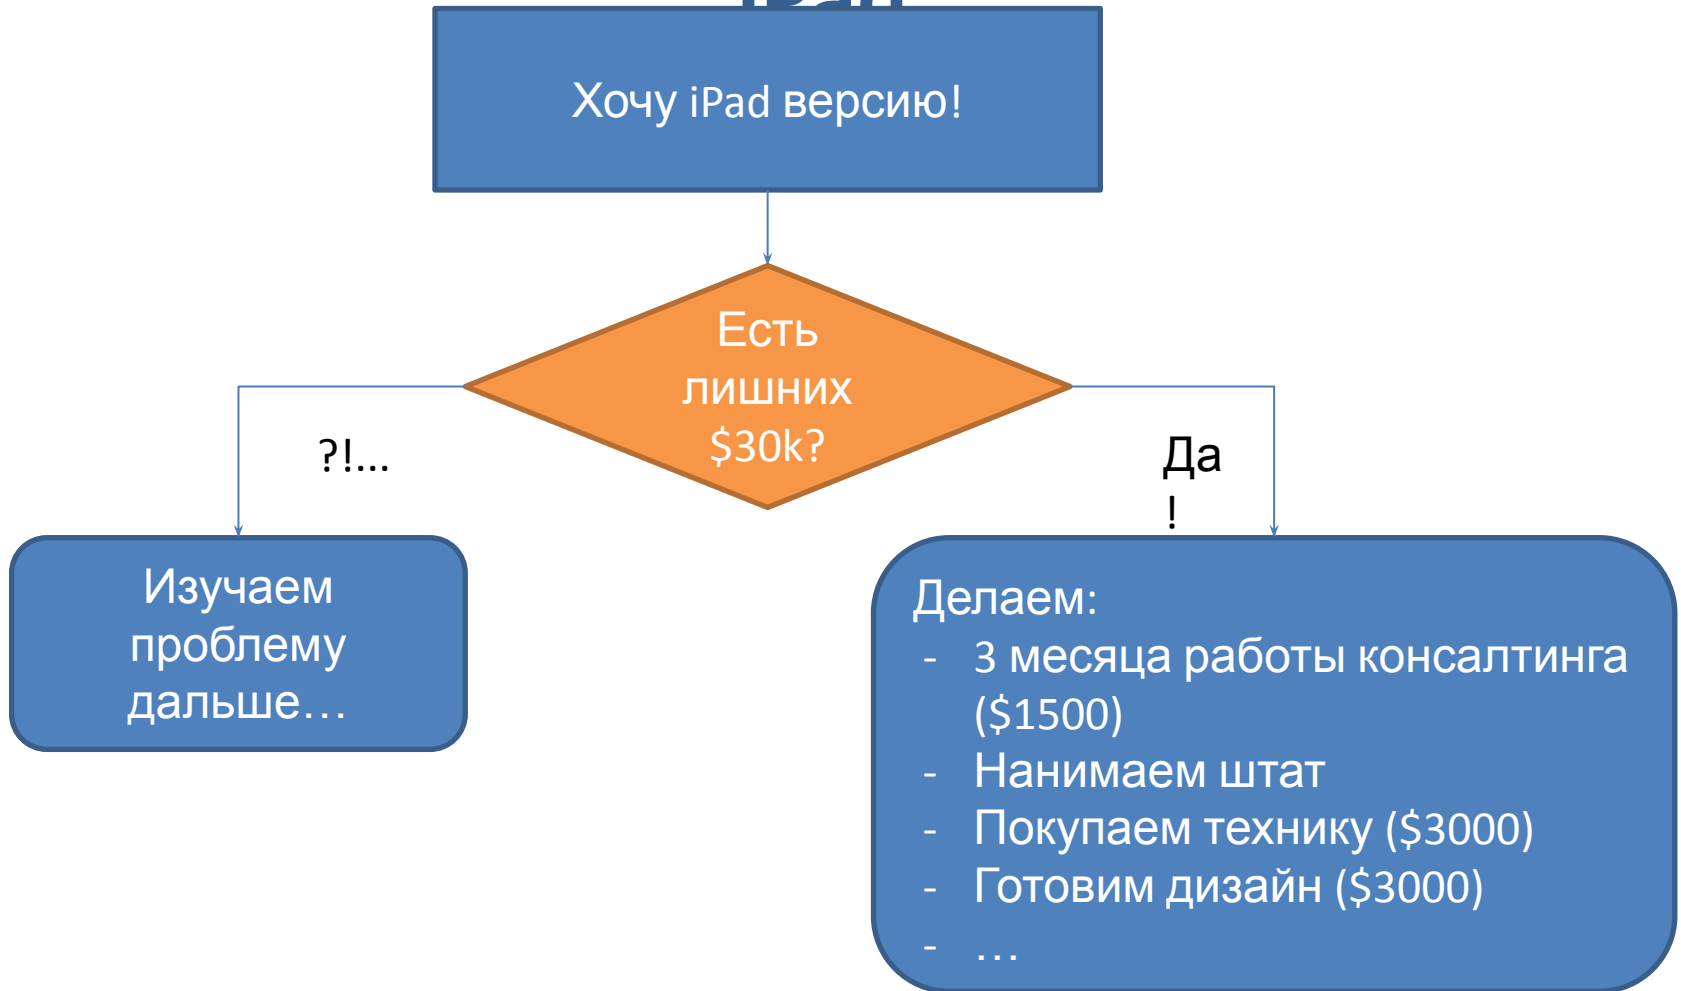 iPad
Хочу iPad версию!
Есть
лишних
$30k?
?!...
Да
!
Изучаем
проблему
дальше…
Делаем:
- 3 месяца работы консалтинга
($1500)
- Нанимаем штат
- Покупаем технику ($3000)
- Готовим дизайн ($3000)
- …